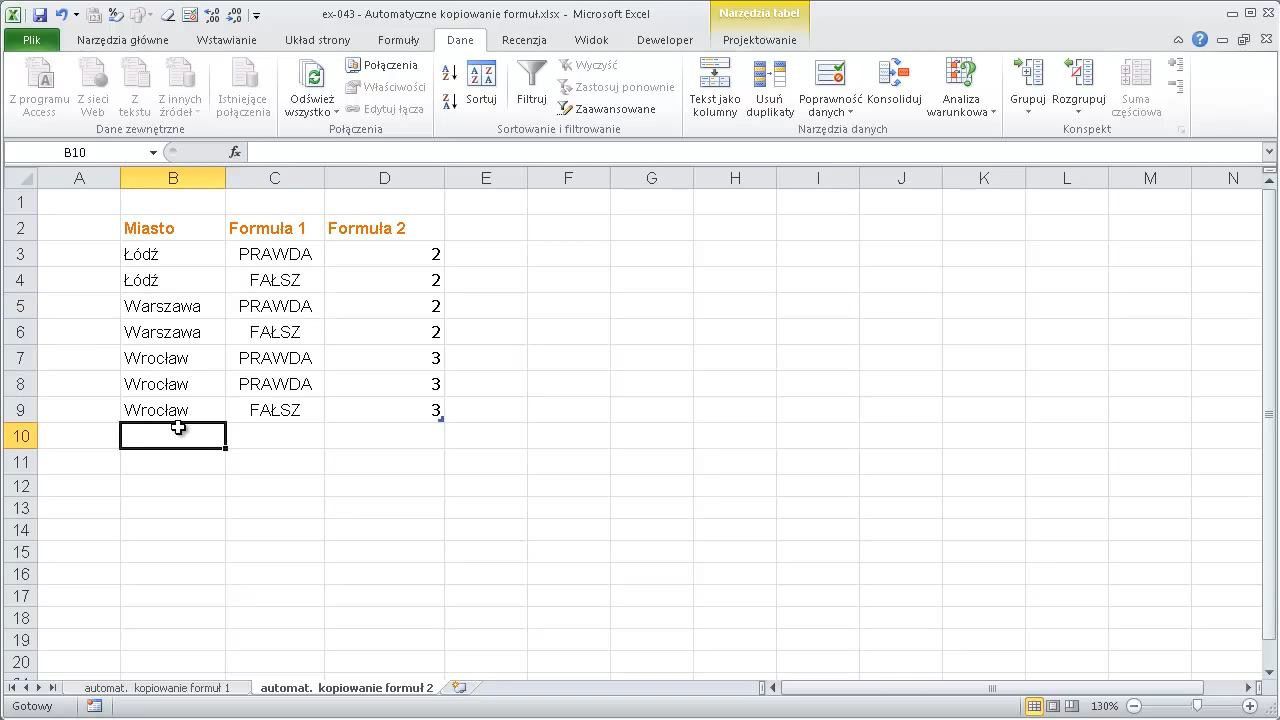 ex-043 - Automatyczne kopiowanie formuł.xlsx - Microsoft Excel
Narzędzia tabel
Plik
Narzędzia główne
Wstawianie
Układ strony
Formuły
Dane
Recenzja
Widok
Deweloper
Projektowanie
Z programu Access
Z sieci Web
Z tekstu
Z innych źródeł
Istniejące połączenia
Dane zewnętrzne
Odśwież wszystko
Połączenia
Właściwości
Edytuj łącza
Połączenia
Sortuj
Filtruj
Wyczyść
Zastosuj ponownie
Zaawansowane
Sortowanie i filtrowanie
Tekst jako kolumny
Usuń duplikaty
Poprawność danych
Konsoliduj
Analiza warunkowa
Narzędzia danych
Grupuj
Rozgrupuj
Suma częściowa
Konspekt
B10
fx
A B C D E F G H I J K L M N
1
2 Miasto Formuła 1 Formuła 2
3 Łódź PRAWDA 2
4 Łódź FAŁSZ 2
5 Warszawa PRAWDA 2
6 Warszawa FAŁSZ 2
7 Wrocław PRAWDA 3
8 Wrocław PRAWDA 3
9 Wrocław FAŁSZ 3
10
11
12
13
14
15
16
17
18
19
20
automat. kopiowanie formuł 1
automat. kopiowanie formuł 2
Gotowy
130%